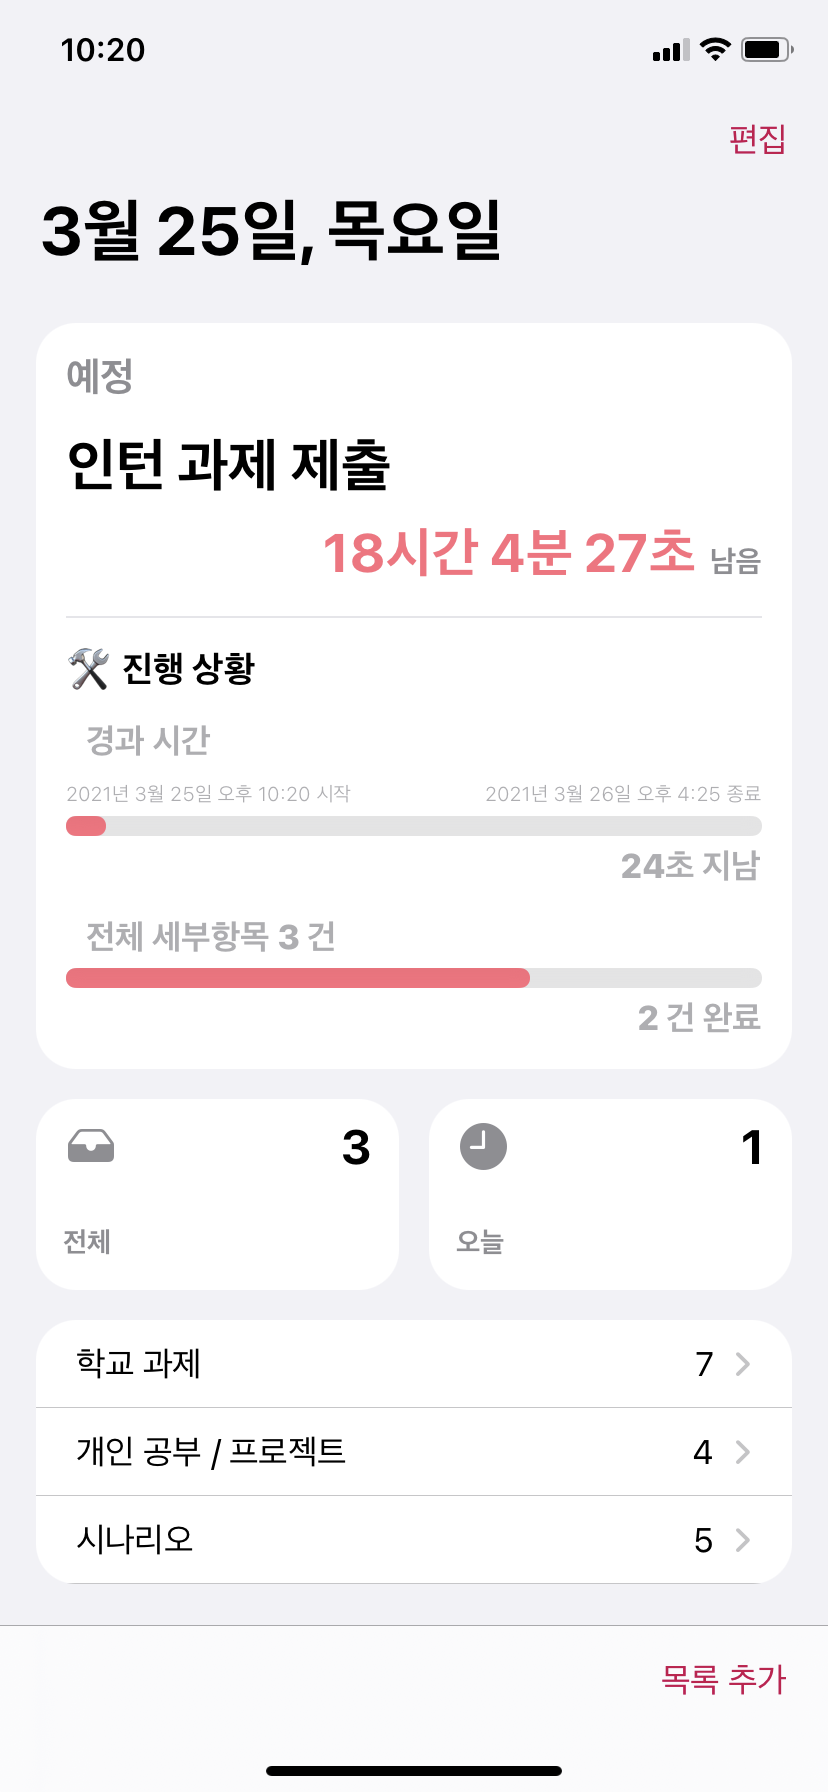 10:20
편집
3월 25일, 목요일
예정
인턴 과제 제출
18시간 4분 27초 남음
진행 상황
경과 시간
2021년 3월 25일 오후 10:20 시작 2021년 3월 26일 오후 4:25 종료
24초 지남
전체 세부항목 3 건
2 건 완료
3
전체
1
오늘
학교 과제 7
개인 공부 / 프로젝트 4
시나리오 5
목록 추가